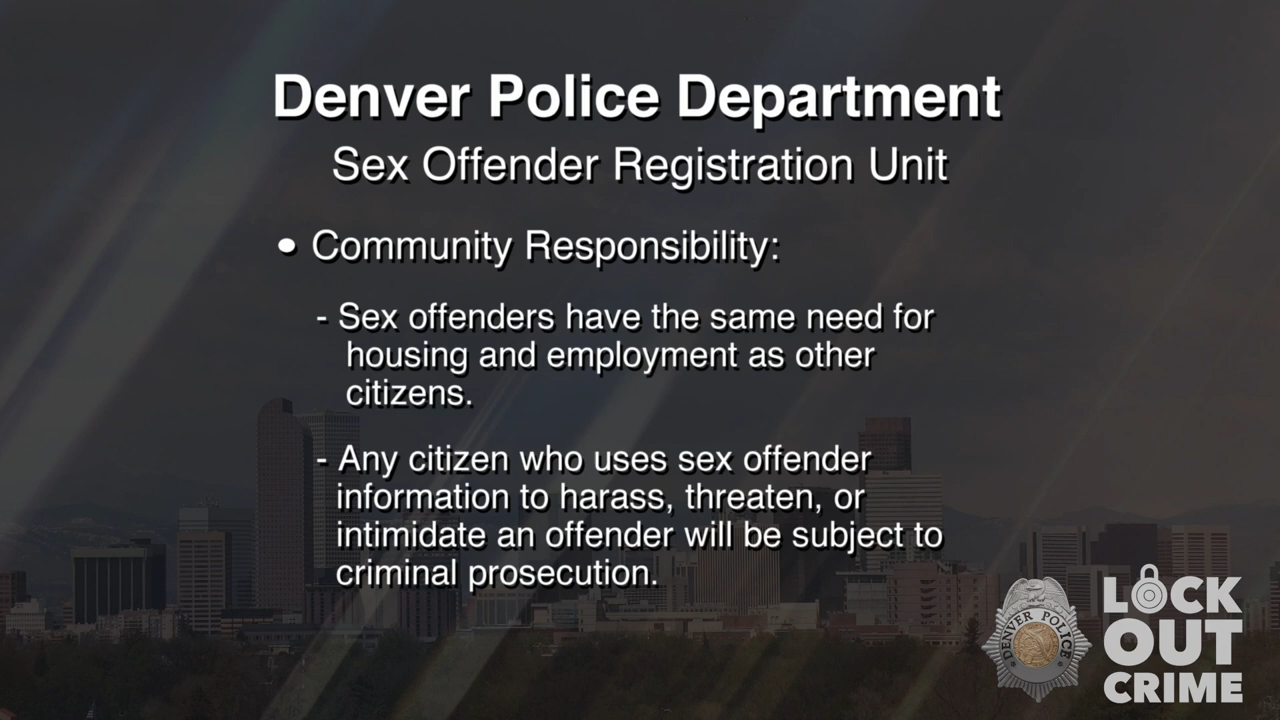 Denver Police Department
Sex Offender Registration Unit
• Community Responsibility:
- Sex offenders have the same need for
housing and employment as other
citizens.
- Any citizen who uses sex offender
information to harass, threaten, or
intimidate an offender will be subject to
criminal prosecution.
DENVER POLICE
LOCK
OUT
CRIME